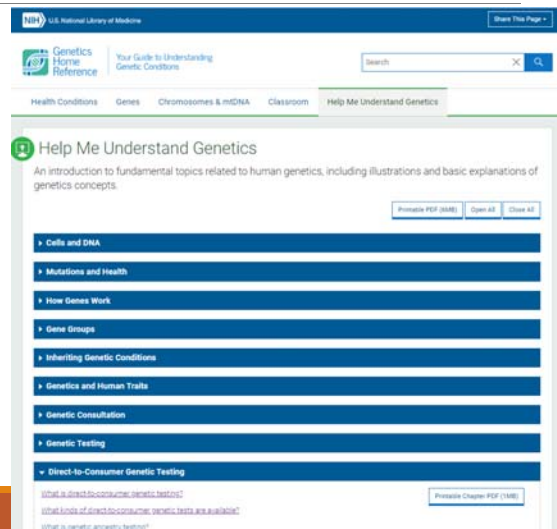 NIH U.S. National Library of Medicine
Share This Page
Genetics
Home
Reference
Your Guide to Understanding
Genetic Conditions
Search
Health Conditions Genes Chromosomes & mtDNA Classroom Help Me Understand Genetics
Help Me Understand Genetics
An introduction to fundamental topics related to human genetics, including illustrations and basic explanations of
genetics concepts.
Printable PDF (6MB) Open All Close All
Cells and DNA
Mutations and Health
How Genes Work
Gene Groups
Inheriting Genetic Conditions
Genetics and Human Traits
Genetic Consultation
Genetic Testing
Direct-to-Consumer Genetic Testing
What is direct-to-consumer genetic testing?
Printable Chapter PDF (1MB)
What kinds of direct-to-consumer genetic tests are available?
What is genetic ancestry testing?